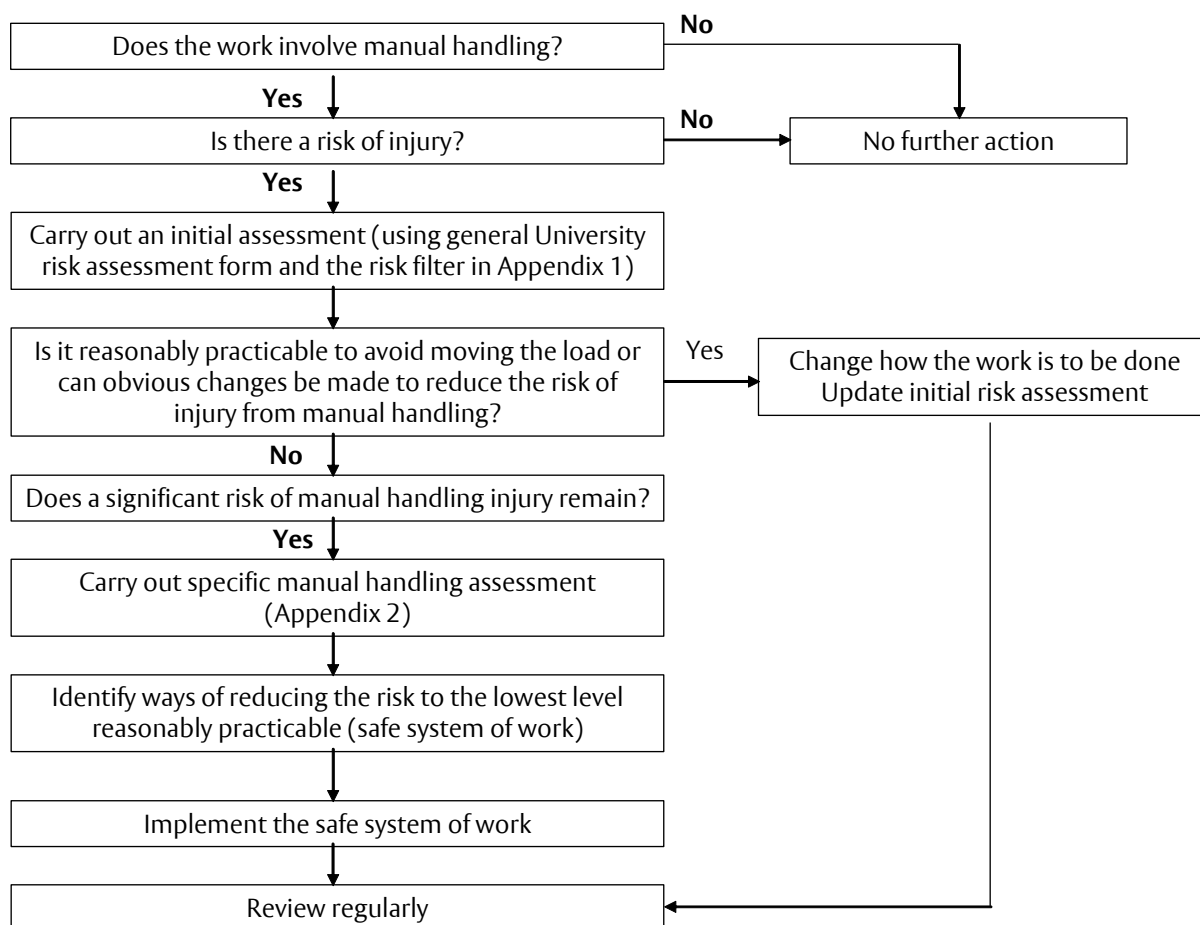 Does the work involve manual handling?
No
Yes
Is there a risk of injury?
No
No further action
Yes
Carry out an initial assessment (using general University
risk assessment form and the risk filter in Appendix 1)
Is it reasonably practicable to avoid moving the load or
can obvious changes be made to reduce the risk of
injury from manual handling?
Yes
Change how the work is to be done
Update initial risk assessment
No
Does a significant risk of manual handling injury remain?
Yes
Carry out specific manual handling assessment
(Appendix 2)
Identify ways of reducing the risk to the lowest level
reasonably practicable (safe system of work)
Implement the safe system of work
Review regularly